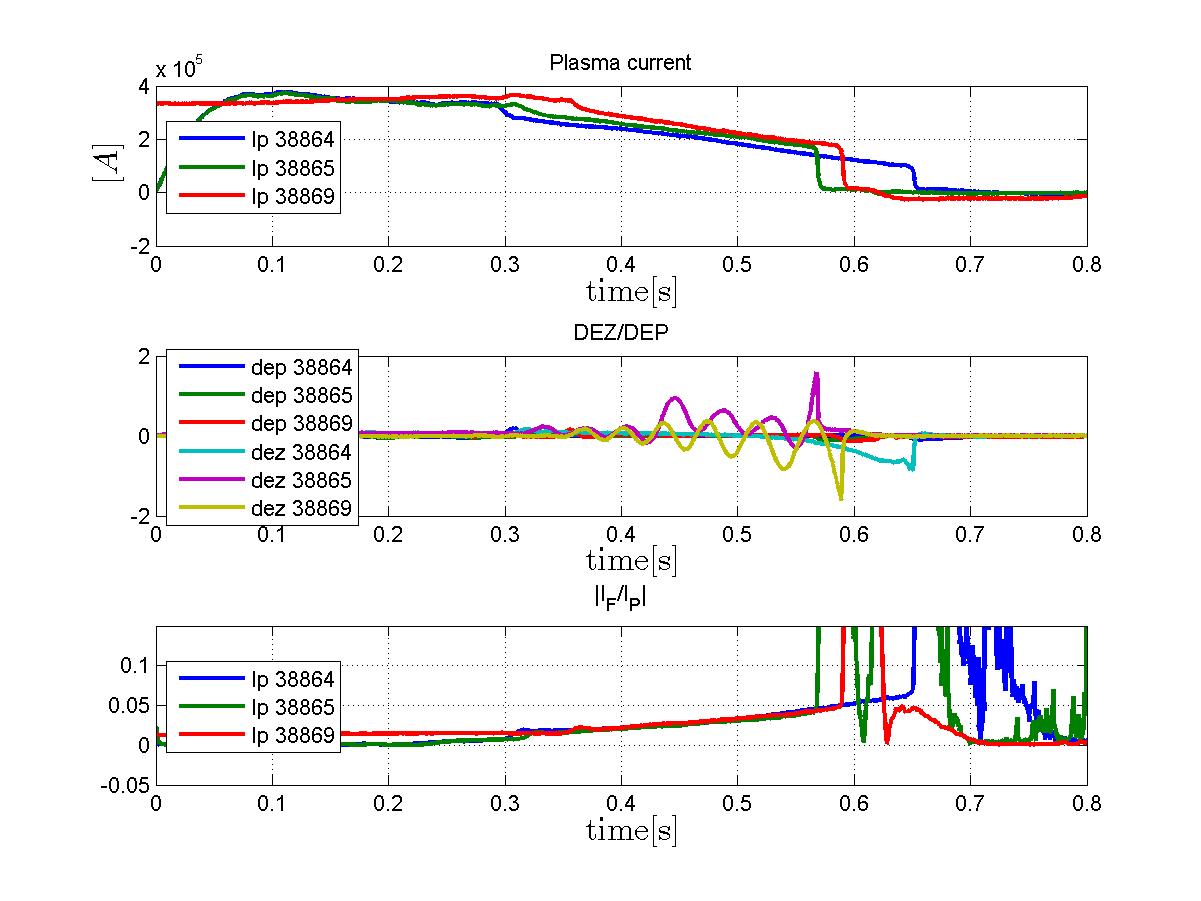 Plasma current
x 10^5
4
2
0
-2
[A]
Ip 38864
Ip 38865
Ip 38869
0 0.1 0.2 0.3 0.4 0.5 0.6 0.7 0.8
time[s]
DEZ/DEP
2
0
-2
dep 38864
dep 38865
dep 38869
dez 38864
dez 38865
dez 38869
0 0.1 0.2 0.3 0.4 0.5 0.6 0.7 0.8
time[s]
|I_F/I_P|
0.1
0.05
0
-0.05
Ip 38864
Ip 38865
Ip 38869
0 0.1 0.2 0.3 0.4 0.5 0.6 0.7 0.8
time[s]